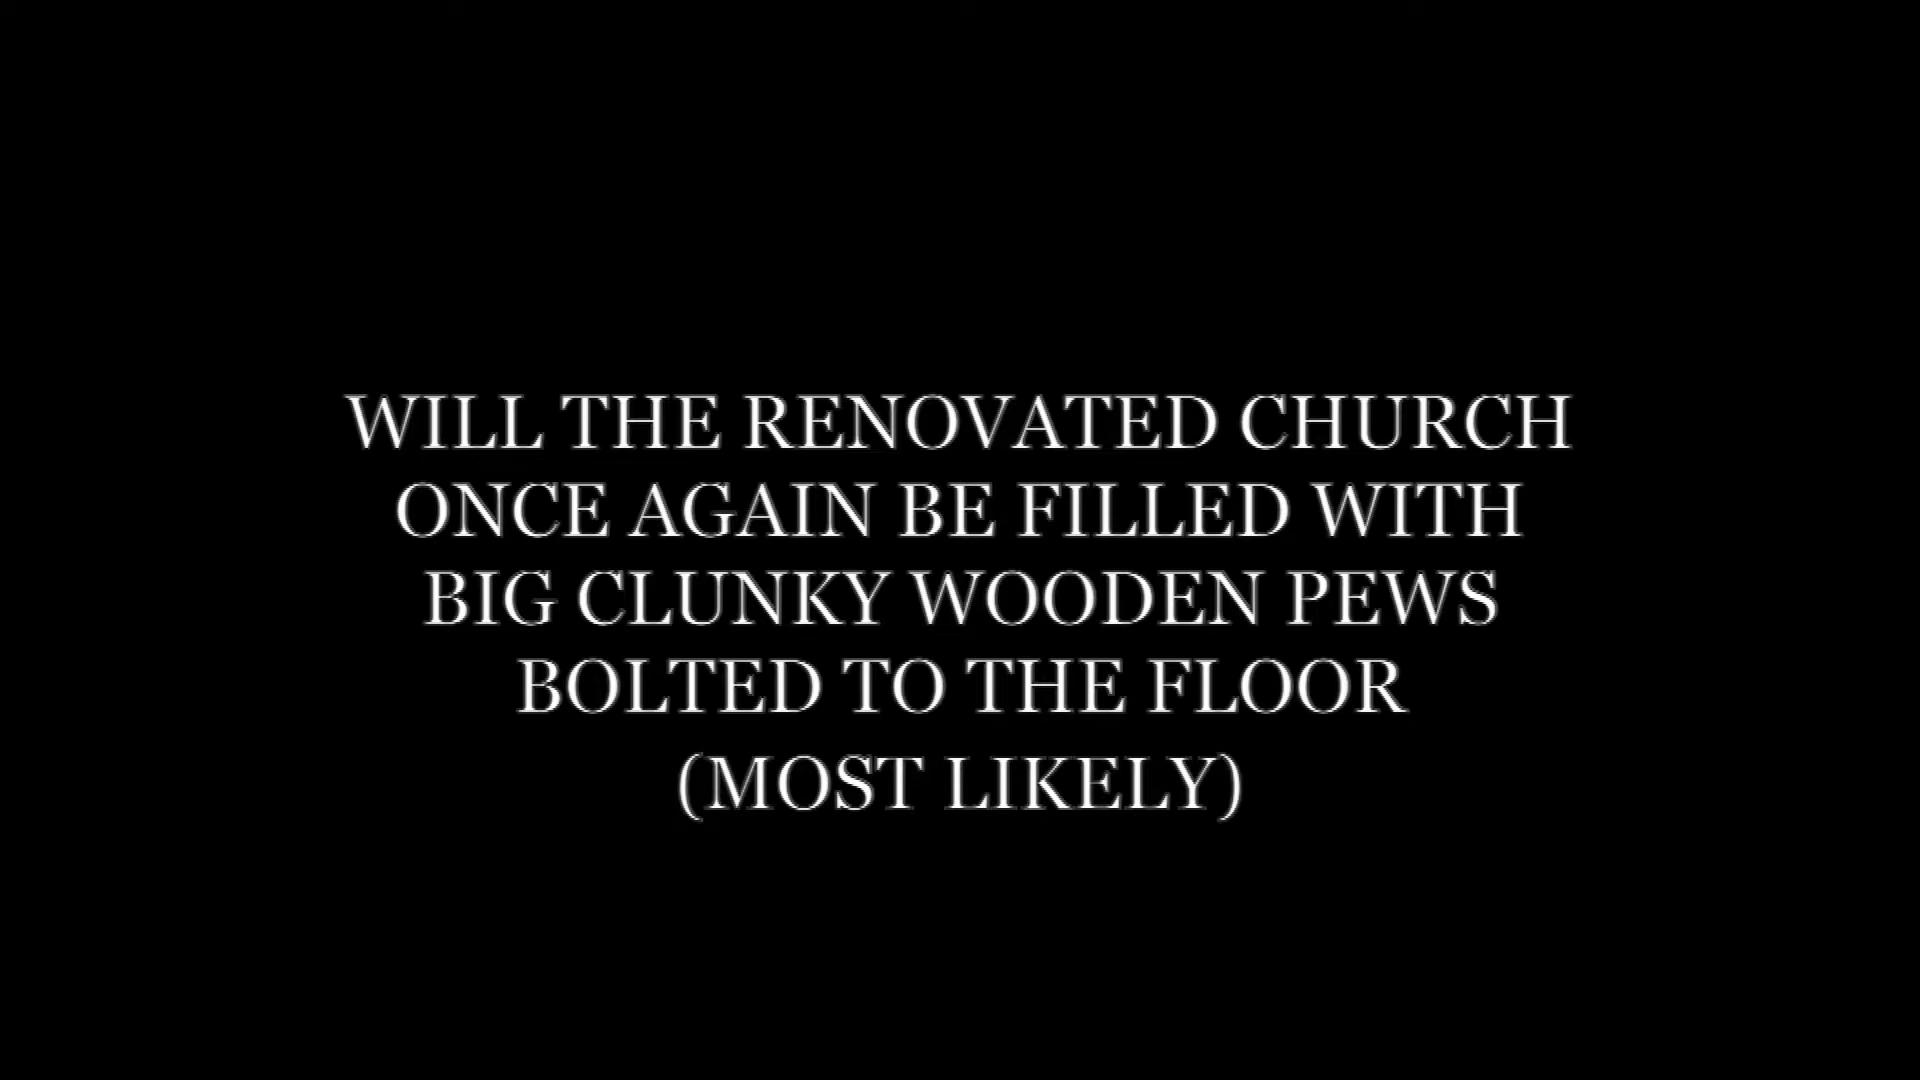 WILL THE RENOVATED CHURCH
ONCE AGAIN BE FILLED WITH
BIG CLUNKY WOODEN PEWS
BOLTED TO THE FLOOR
(MOST LIKELY)